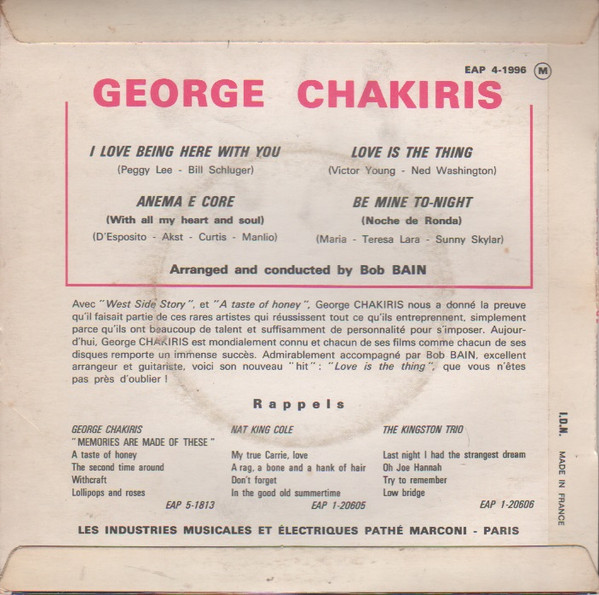 EAP 4-1996 M
GEORGE CHAKIRIS
I LOVE BEING HERE WITH YOU
(Peggy Lee - Bill Schluger)
LOVE IS THE THING
(Victor Young - Ned Washington)
ANEMA E CORE
(With all my heart and soul)
(D'Esposito - Akst - Curtis - Manlio)
BE MINE TO-NIGHT
(Noche de Ronda)
(Maria - Teresa Lara - Sunny Skylar)
Arranged and conducted by Bob BAIN
Avec "West Side Story", et "A taste of honey", George CHAKIRIS nous a donné la preuve
qu'il faisait partie de ces rares artistes qui réussissent tout ce qu'ils entreprennent, simplement
parce qu'ils ont beaucoup de talent et suffisamment de personnalité pour s'imposer. Aujour-
d'hui, George CHAKIRIS est mondialement connu et chacun de ses films comme chacun de ses
disques remporte un immense succès. Admirablement accompagné par Bob BAIN, excellent
arrangeur et guitariste, voici son nouveau "hit" : "Love is the thing", que vous n'êtes
pas près d'oublier !
Rappels
GEORGE CHAKIRIS
"MEMORIES ARE MADE OF THESE"
A taste of honey
The second time around
Withcraft
Lollipops and roses
EAP 5-1813
NAT KING COLE
My true Carrie, love
A rag, a bone and a hank of hair
Don't forget
In the good old summertime
EAP 1-20605
THE KINGSTON TRIO
Last night I had the strangest dream
Oh Joe Hannah
Try to remember
Low bridge
EAP 1-20606
LES INDUSTRIES MUSICALES ET ÉLECTRIQUES PATHÉ MARCONI - PARIS
I.D.N. MADE IN FRANCE